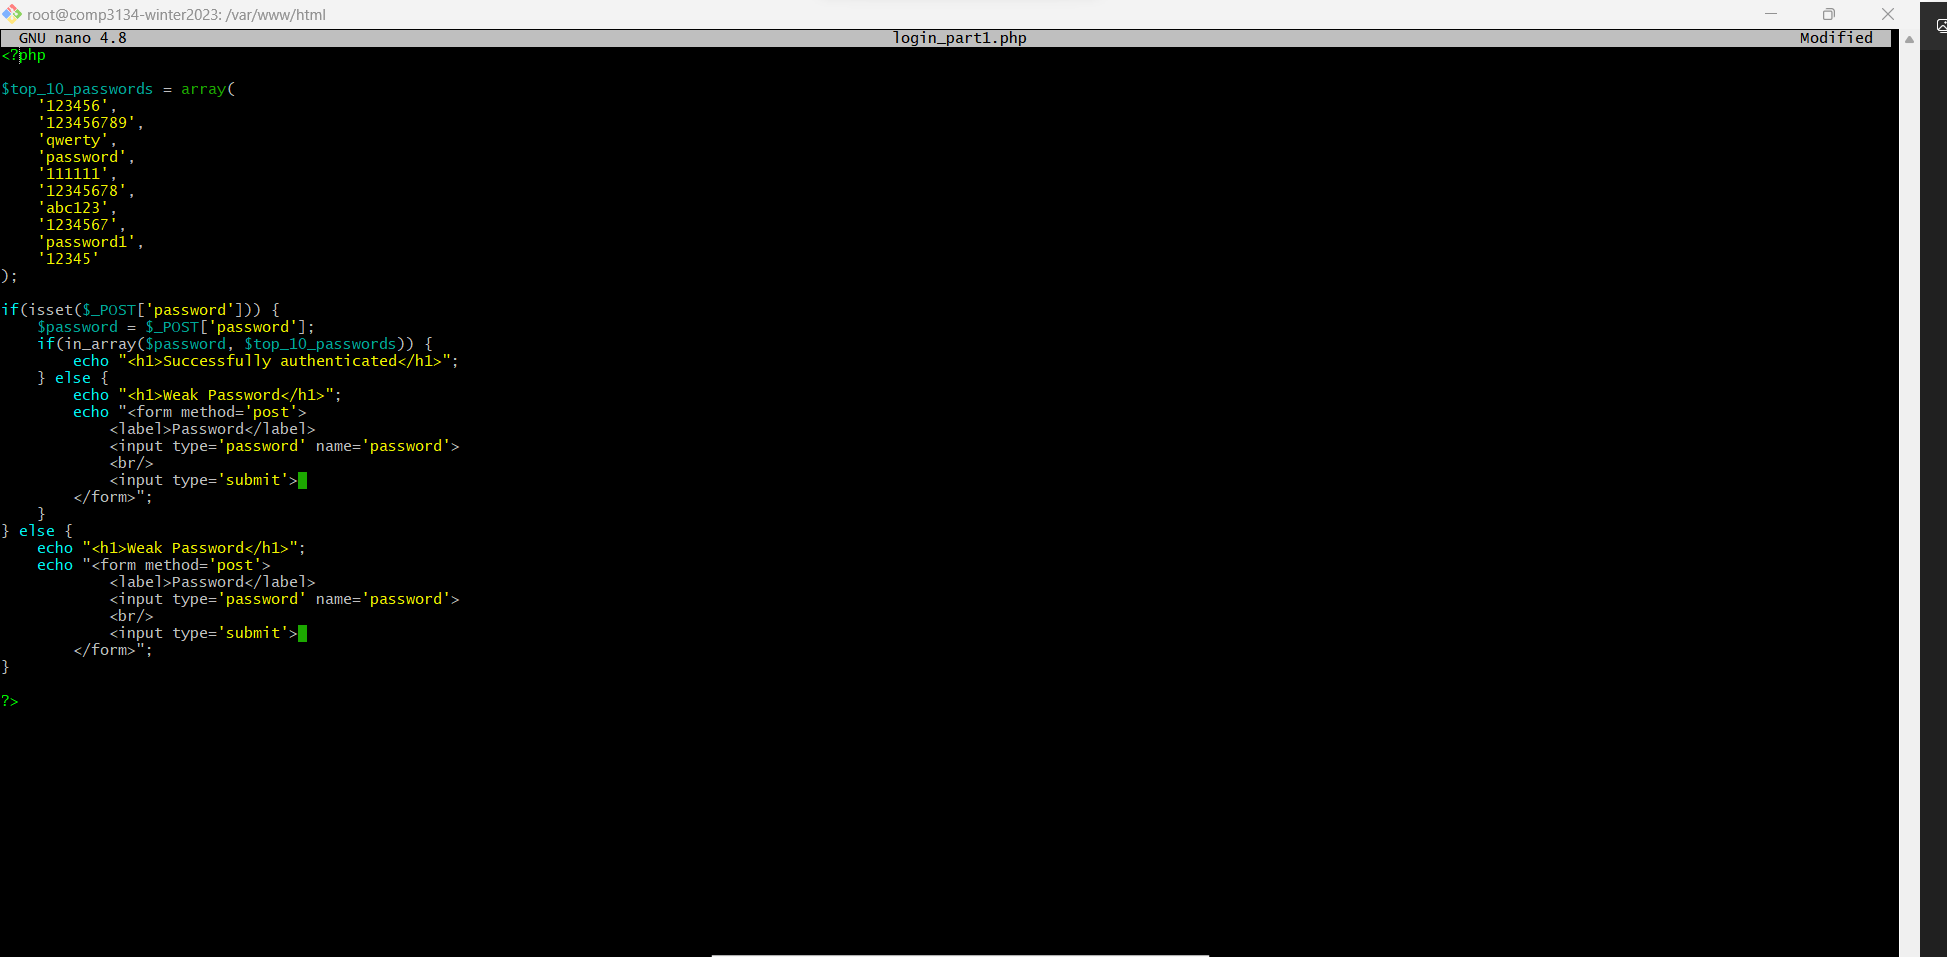 root@comp3134-winter2023: /var/www/html
GNU nano 4.8 login_part1.php Modified
<?php
$top_10_passwords = array(
    '123456',
    '123456789',
    'qwerty',
    'password',
    '111111',
    '12345678',
    'abc123',
    '1234567',
    'password1',
    '12345'
);
if(isset($_POST['password'])) {
    $password = $_POST['password'];
    if(in_array($password, $top_10_passwords)) {
        echo "<h1>Successfully authenticated</h1>";
    } else {
        echo "<h1>Weak Password</h1>";
        echo "<form method='post'>
            <label>Password</label>
            <input type='password' name='password'>
            <br/>
            <input type='submit'>
        </form>";
    }
} else {
    echo "<h1>Weak Password</h1>";
    echo "<form method='post'>
            <label>Password</label>
            <input type='password' name='password'>
            <br/>
            <input type='submit'>
        </form>";
}
?>